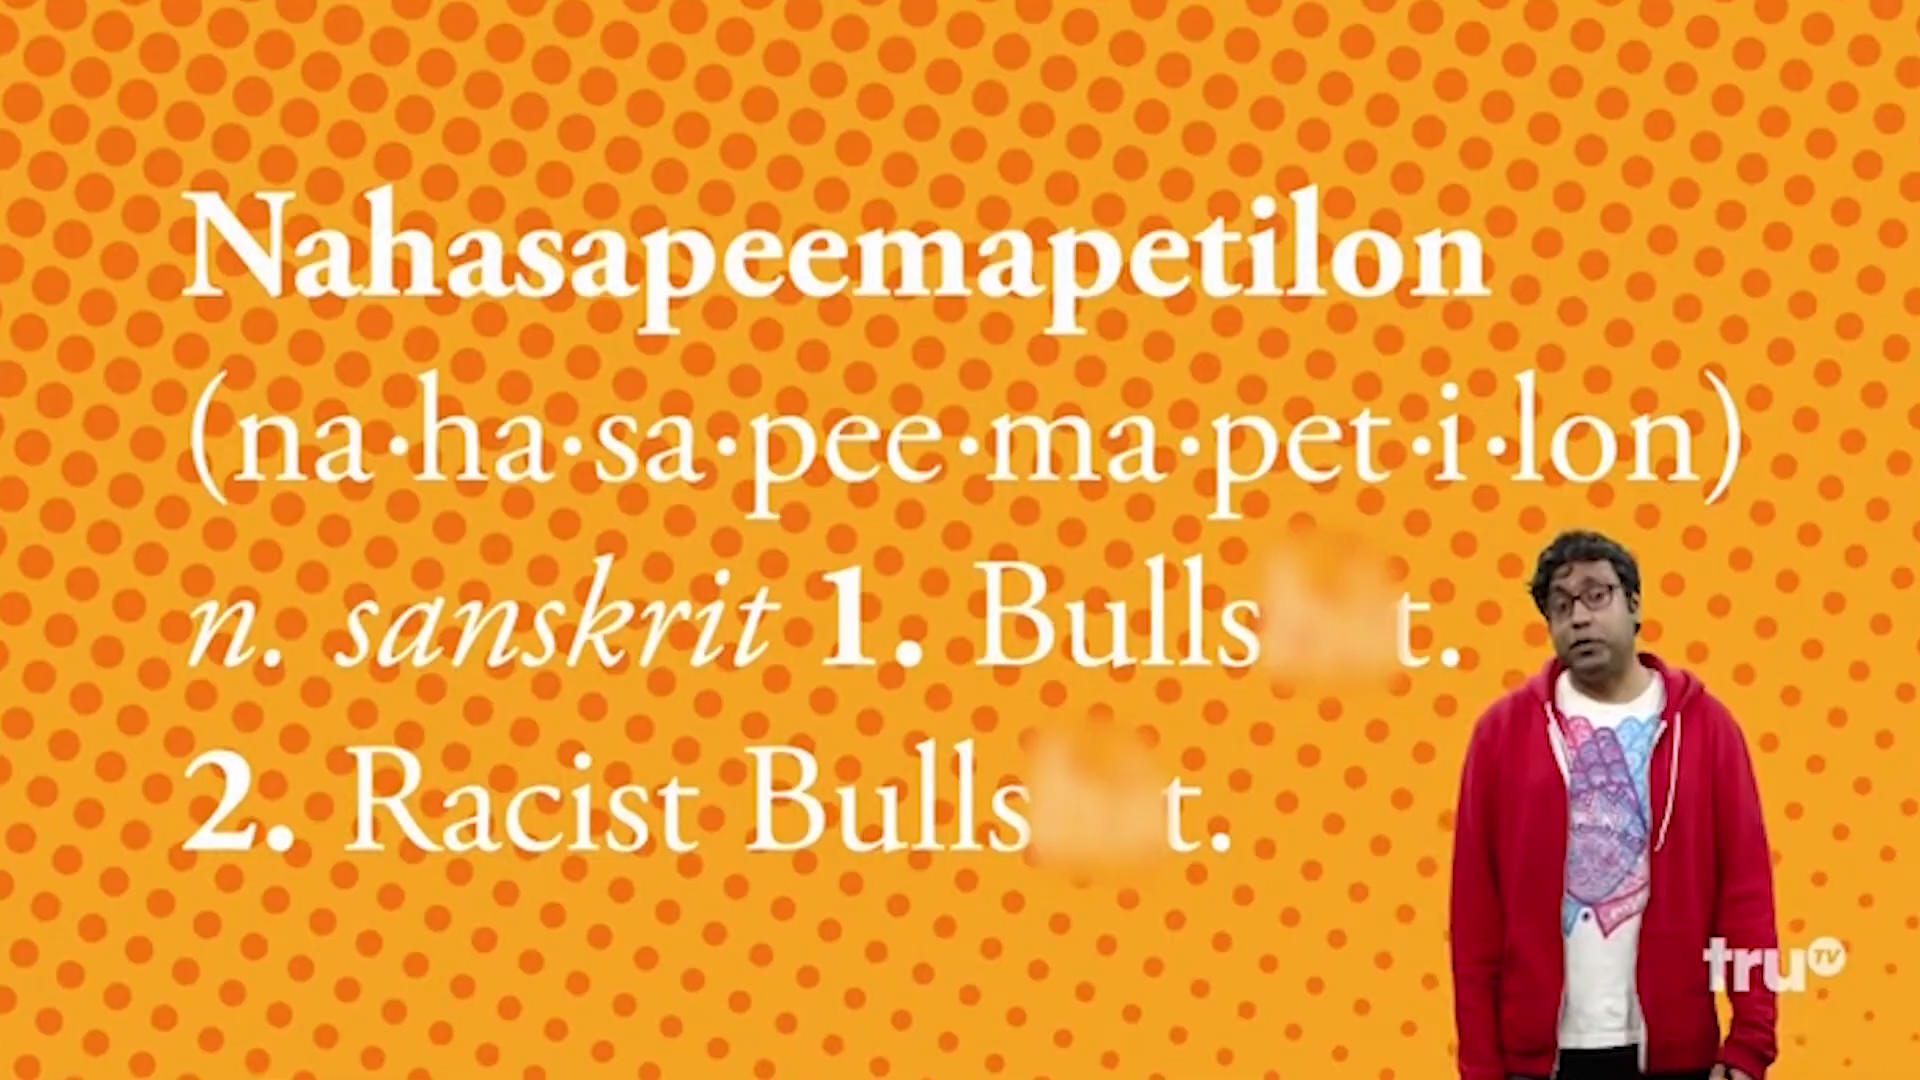 Nahasapeemapetilon
(na·ha·sa·pee·ma·pet·i·lon)
n. sanskrit 1. Bulls t.
2. Racist Bulls t.
truTV